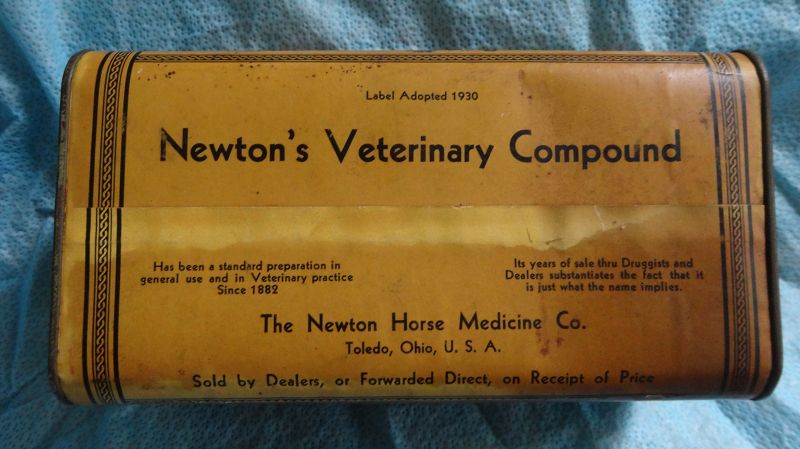 Label Adopted 1930
Newton's Veterinary Compound
Has been a standard preparation in
general use and in Veterinary practice
Since 1882
Its years of sale thru Druggists and
Dealers substantiates the fact that it
is just what the name implies.
The Newton Horse Medicine Co.
Toledo, Ohio, U. S. A.
Sold by Dealers, or Forwarded Direct, on Receipt of Price